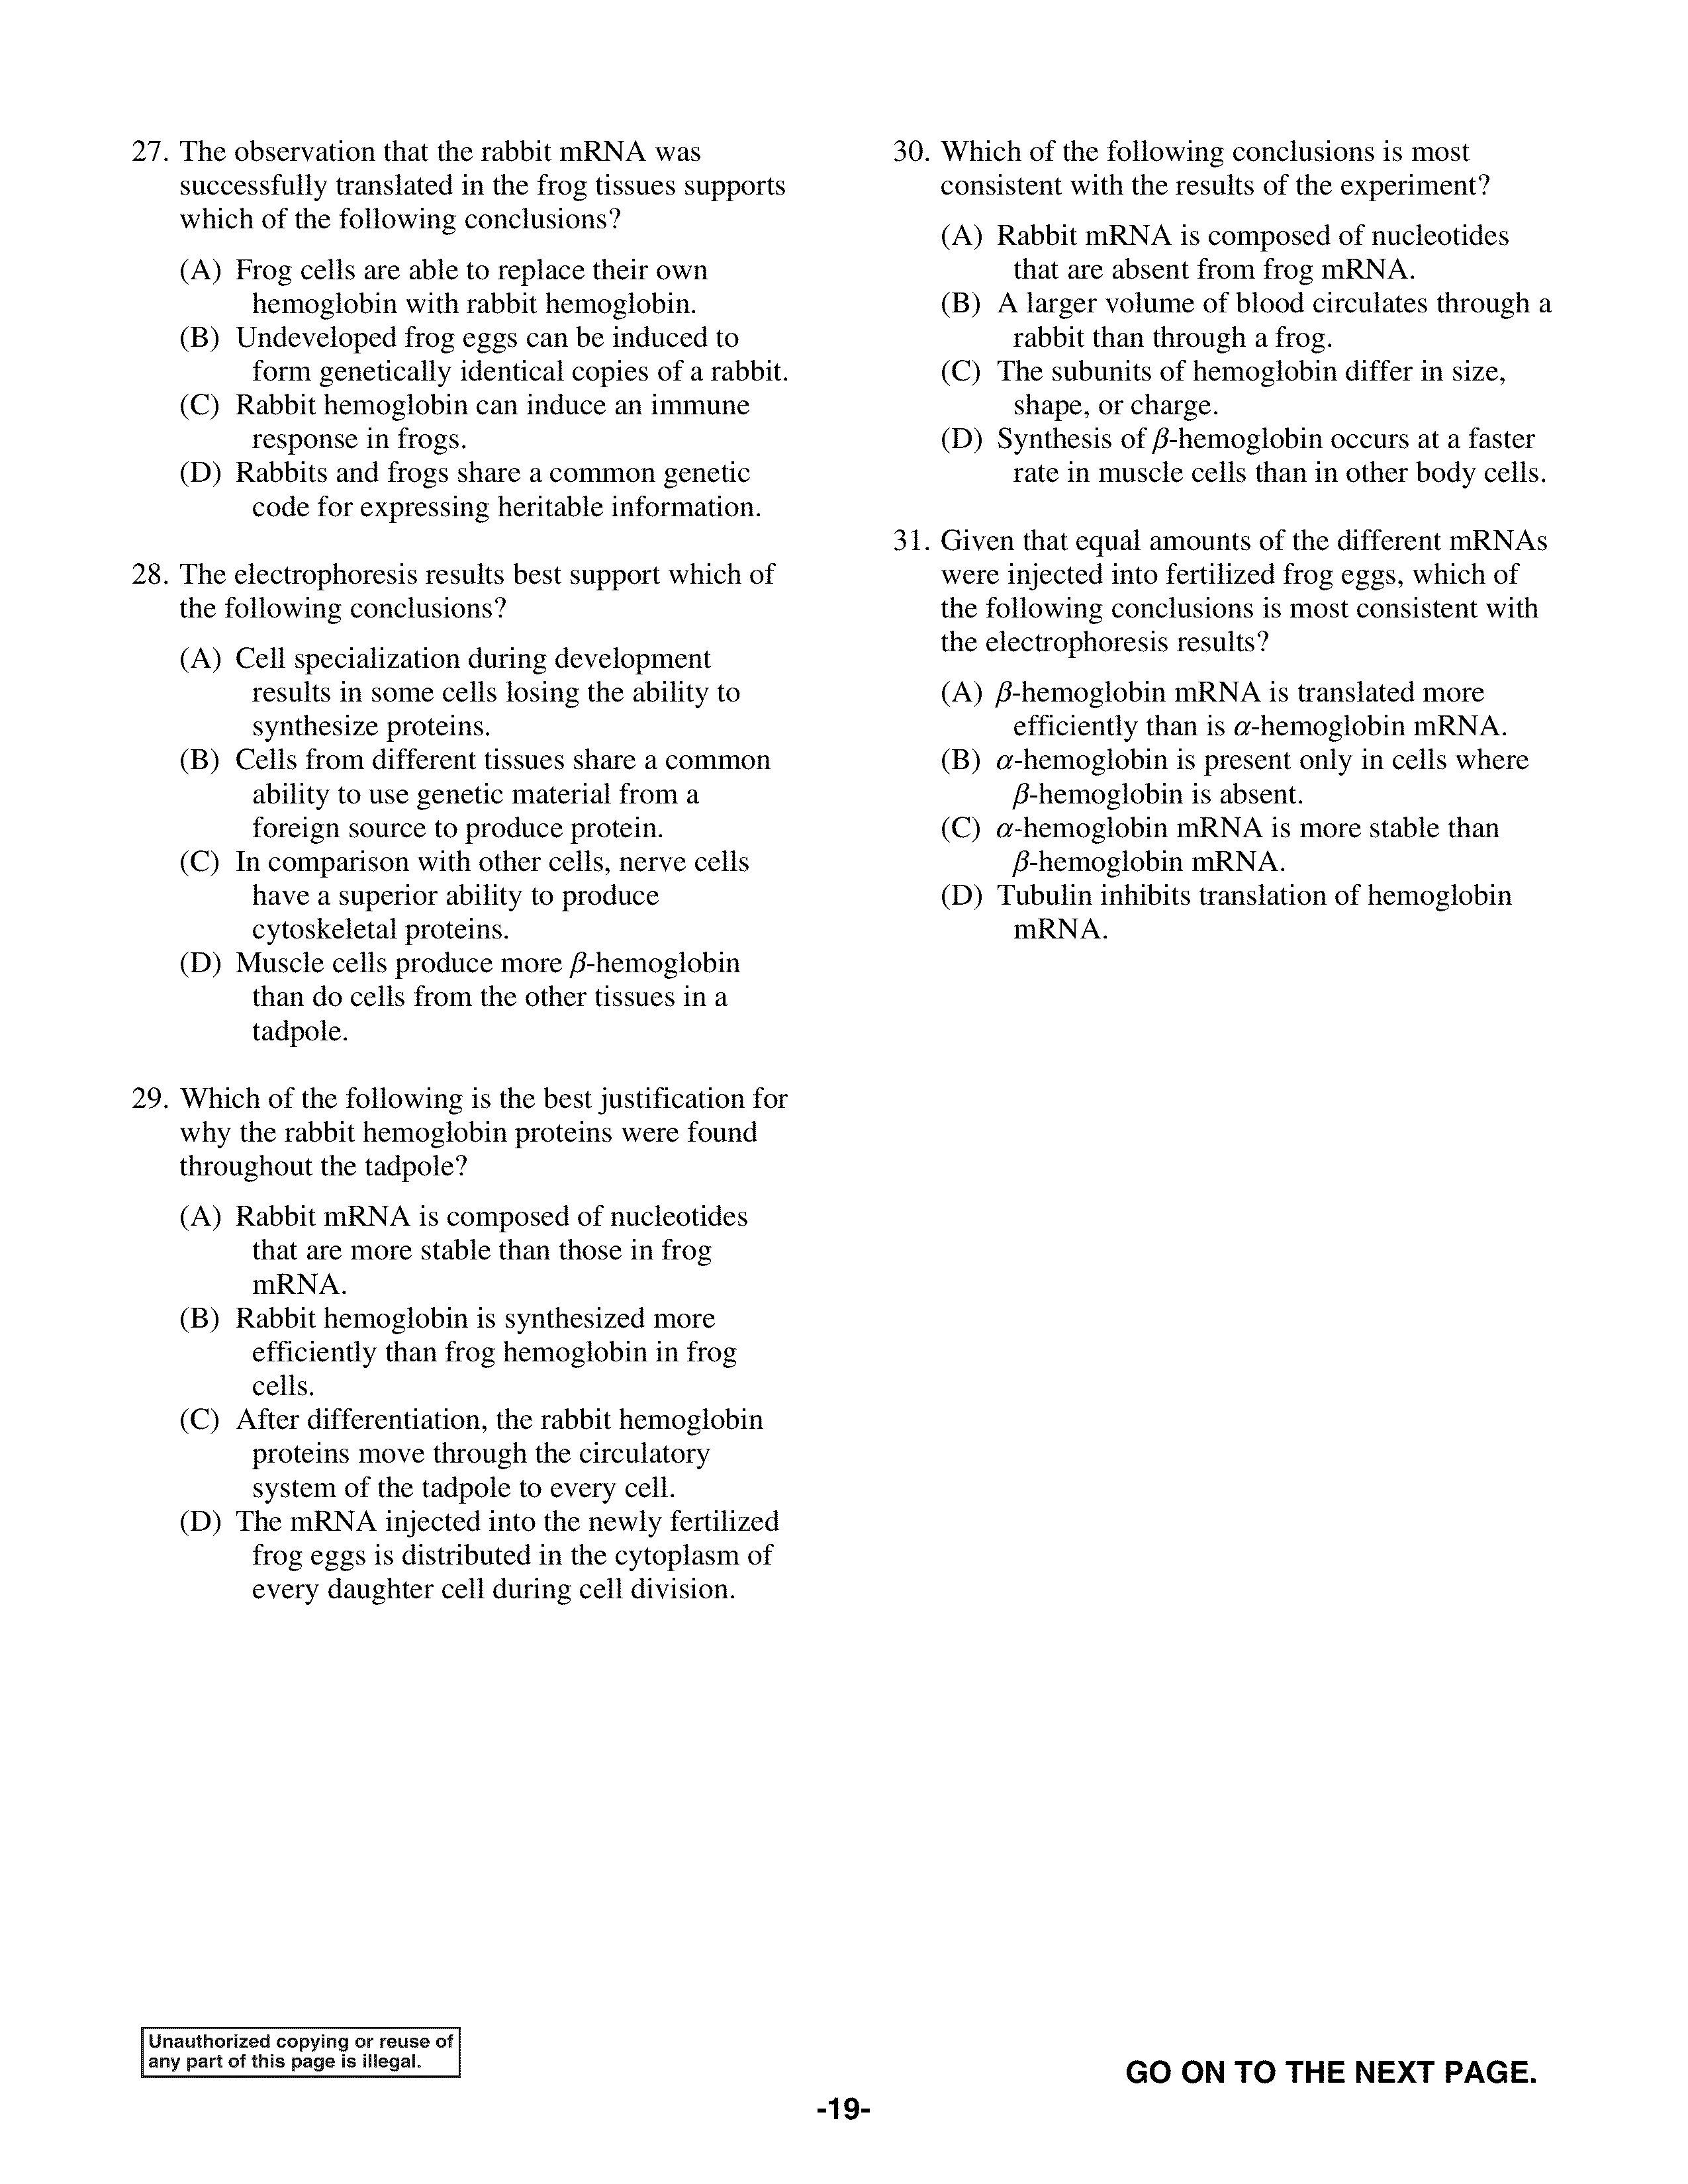 27. The observation that the rabbit mRNA was
successfully translated in the frog tissues supports
which of the following conclusions?
(A) Frog cells are able to replace their own
hemoglobin with rabbit hemoglobin.
(B) Undeveloped frog eggs can be induced to
form genetically identical copies of a rabbit.
(C) Rabbit hemoglobin can induce an immune
response in frogs.
(D) Rabbits and frogs share a common genetic
code for expressing heritable information.
28. The electrophoresis results best support which of
the following conclusions?
(A) Cell specialization during development
results in some cells losing the ability to
synthesize proteins.
(B) Cells from different tissues share a common
ability to use genetic material from a
foreign source to produce protein.
(C) In comparison with other cells, nerve cells
have a superior ability to produce
cytoskeletal proteins.
(D) Muscle cells produce more β-hemoglobin
than do cells from the other tissues in a
tadpole.
29. Which of the following is the best justification for
why the rabbit hemoglobin proteins were found
throughout the tadpole?
(A) Rabbit mRNA is composed of nucleotides
that are more stable than those in frog
mRNA.
(B) Rabbit hemoglobin is synthesized more
efficiently than frog hemoglobin in frog
cells.
(C) After differentiation, the rabbit hemoglobin
proteins move through the circulatory
system of the tadpole to every cell.
(D) The mRNA injected into the newly fertilized
frog eggs is distributed in the cytoplasm of
every daughter cell during cell division.
30. Which of the following conclusions is most
consistent with the results of the experiment?
(A) Rabbit mRNA is composed of nucleotides
that are absent from frog mRNA.
(B) A larger volume of blood circulates through a
rabbit than through a frog.
(C) The subunits of hemoglobin differ in size,
shape, or charge.
(D) Synthesis of β-hemoglobin occurs at a faster
rate in muscle cells than in other body cells.
31. Given that equal amounts of the different mRNAs
were injected into fertilized frog eggs, which of
the following conclusions is most consistent with
the electrophoresis results?
(A) β-hemoglobin mRNA is translated more
efficiently than is α-hemoglobin mRNA.
(B) α-hemoglobin is present only in cells where
β-hemoglobin is absent.
(C) α-hemoglobin mRNA is more stable than
β-hemoglobin mRNA.
(D) Tubulin inhibits translation of hemoglobin
mRNA.
Unauthorized copying or reuse of
any part of this page is illegal.
GO ON TO THE NEXT PAGE.
-19-